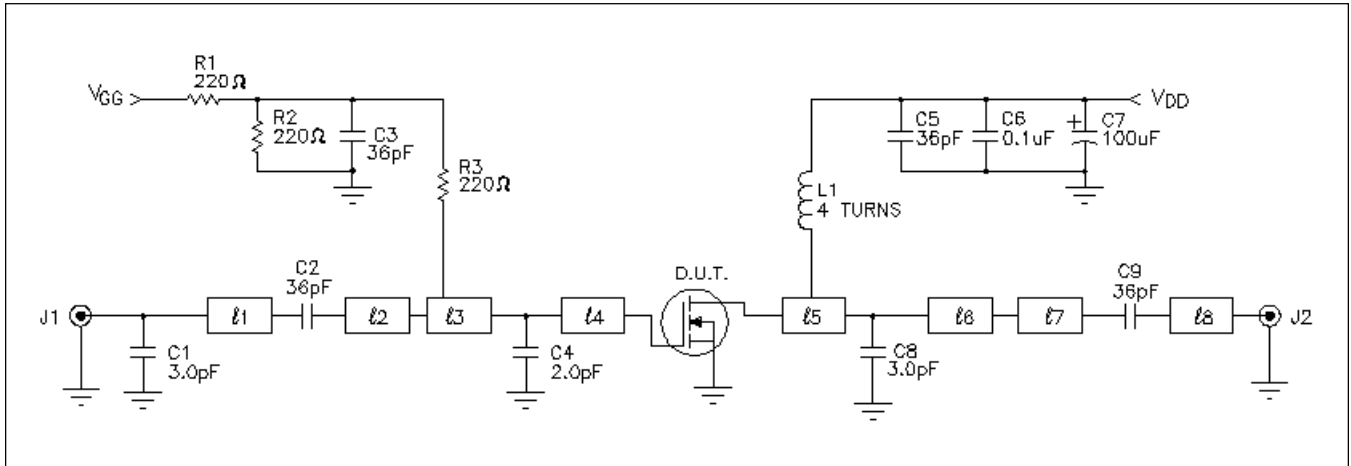 R1
220Ω
VGG
R2
220Ω
C3
36pF
R3
220Ω
VDD
C5
36pF
C6
0.1uF
+
C7
100uF
L1
4 TURNS
D.U.T.
J1
C1
3.0pF
ℓ1
C2
36pF
ℓ2
ℓ3
C4
2.0pF
ℓ4
ℓ5
C8
3.0pF
ℓ6
ℓ7
C9
36pF
ℓ8
J2